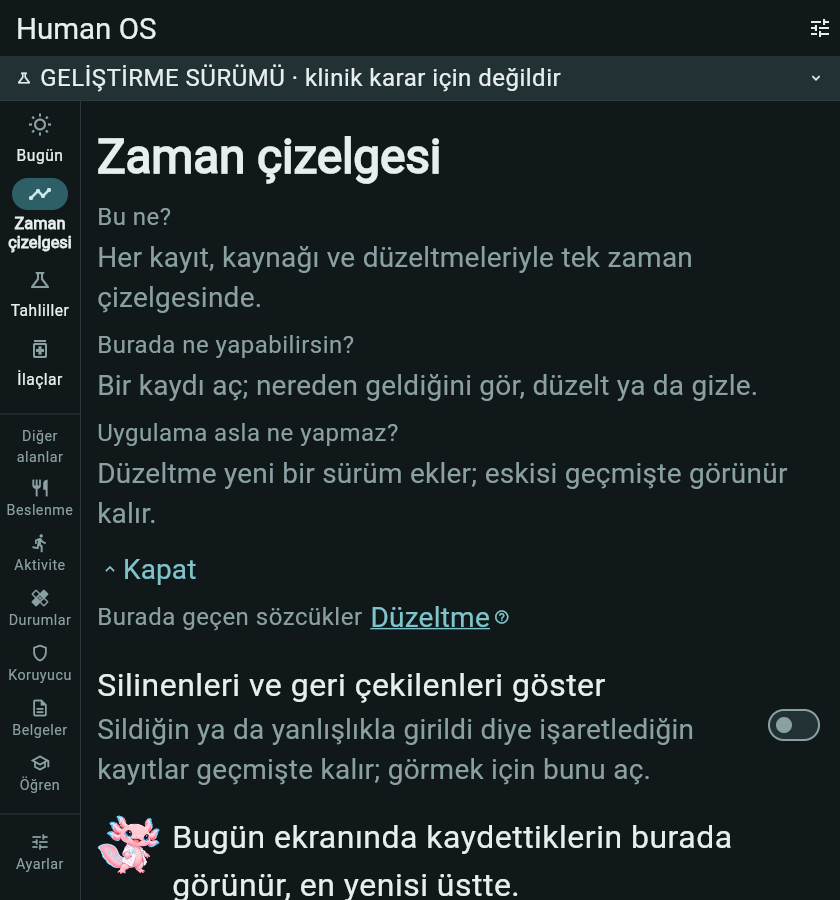 Human OS
GELİŞTİRME SÜRÜMÜ · klinik karar için değildir
Bugün
Zaman
çizelgesi
Tahliller
İlaçlar
Diğer
alanlar
Beslenme
Aktivite
Durumlar
Koruyucu
Belgeler
Öğren
Ayarlar
Zaman çizelgesi
Bu ne?
Her kayıt, kaynağı ve düzeltmeleriyle tek zaman
çizelgesinde.
Burada ne yapabilirsin?
Bir kaydı aç; nereden geldiğini gör, düzelt ya da gizle.
Uygulama asla ne yapmaz?
Düzeltme yeni bir sürüm ekler; eskisi geçmişte görünür
kalır.
Kapat
Burada geçen sözcükler Düzeltme
Silinenleri ve geri çekilenleri göster
Sildiğin ya da yanlışlıkla girildi diye işaretlediğin
kayıtlar geçmişte kalır; görmek için bunu aç.
Bugün ekranında kaydettiklerin burada
görünür, en yenisi üstte.